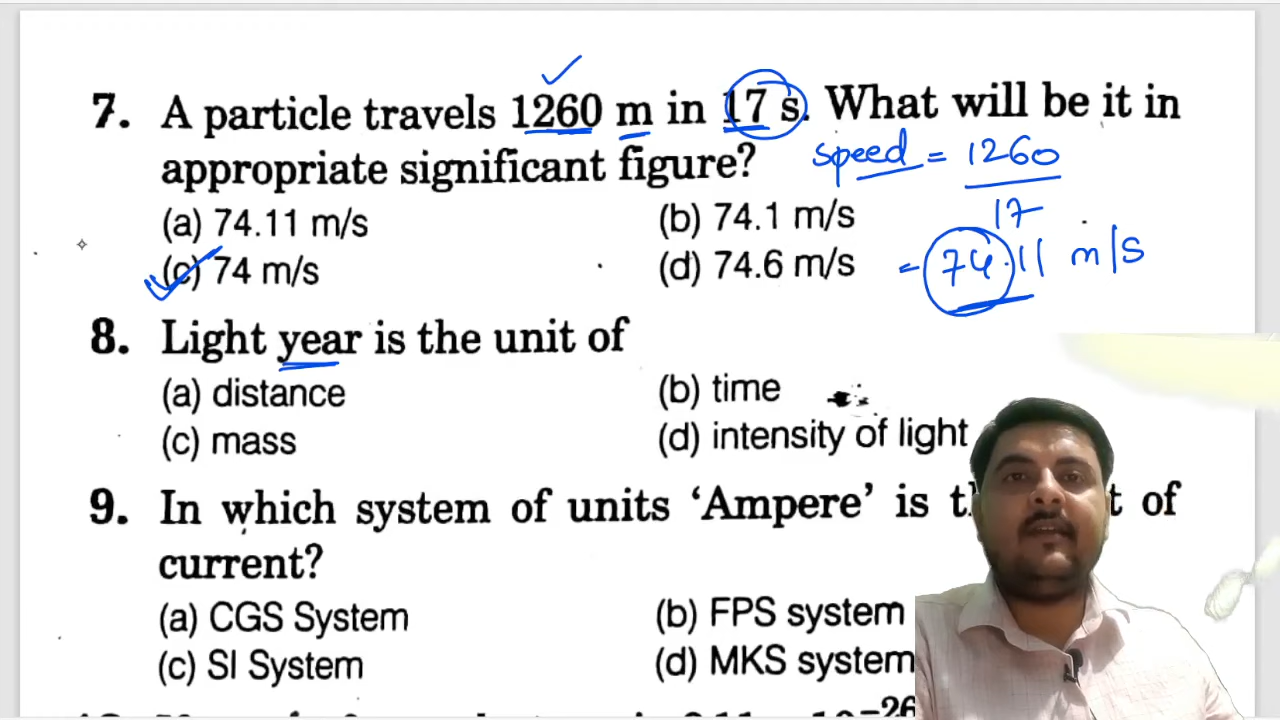 7. A particle travels 1260 m in 17 s. What will be it in
appropriate significant figure?
speed = 1260
17
= 74.11 m/s
(a) 74.11 m/s (b) 74.1 m/s
(c) 74 m/s (d) 74.6 m/s
8. Light year is the unit of
(a) distance (b) time
(c) mass (d) intensity of light
9. In which system of units ‘Ampere’ is of
current?
(a) CGS System (b) FPS system
(c) SI System (d) MKS system